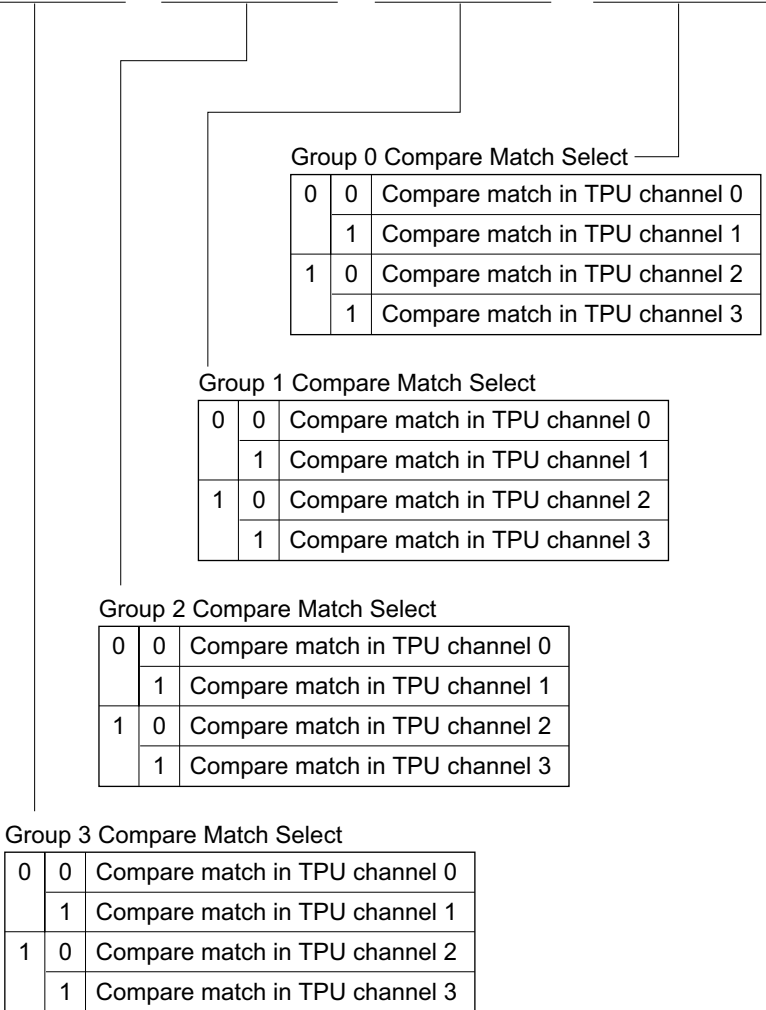 Group 0 Compare Match Select
0 0 Compare match in TPU channel 0
1 Compare match in TPU channel 1
1 0 Compare match in TPU channel 2
1 Compare match in TPU channel 3
Group 1 Compare Match Select
0 0 Compare match in TPU channel 0
1 Compare match in TPU channel 1
1 0 Compare match in TPU channel 2
1 Compare match in TPU channel 3
Group 2 Compare Match Select
0 0 Compare match in TPU channel 0
1 Compare match in TPU channel 1
1 0 Compare match in TPU channel 2
1 Compare match in TPU channel 3
Group 3 Compare Match Select
0 0 Compare match in TPU channel 0
1 Compare match in TPU channel 1
1 0 Compare match in TPU channel 2
1 Compare match in TPU channel 3